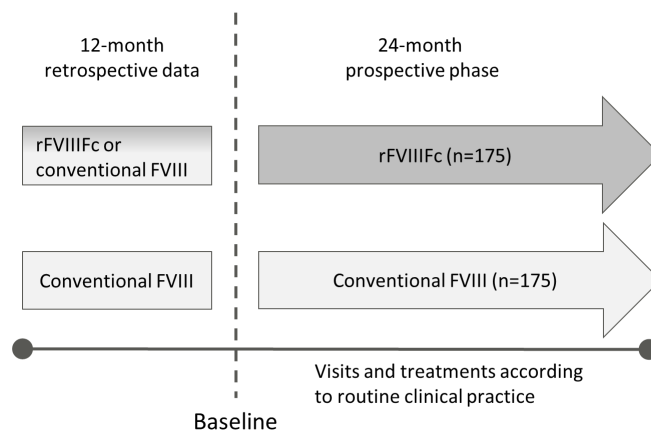 12-month
retrospective data
24-month
prospective phase
rFVIIIFc or
conventional FVIII
rFVIIIFc (n=175)
Conventional FVIII
Conventional FVIII (n=175)
Visits and treatments according
to routine clinical practice
Baseline